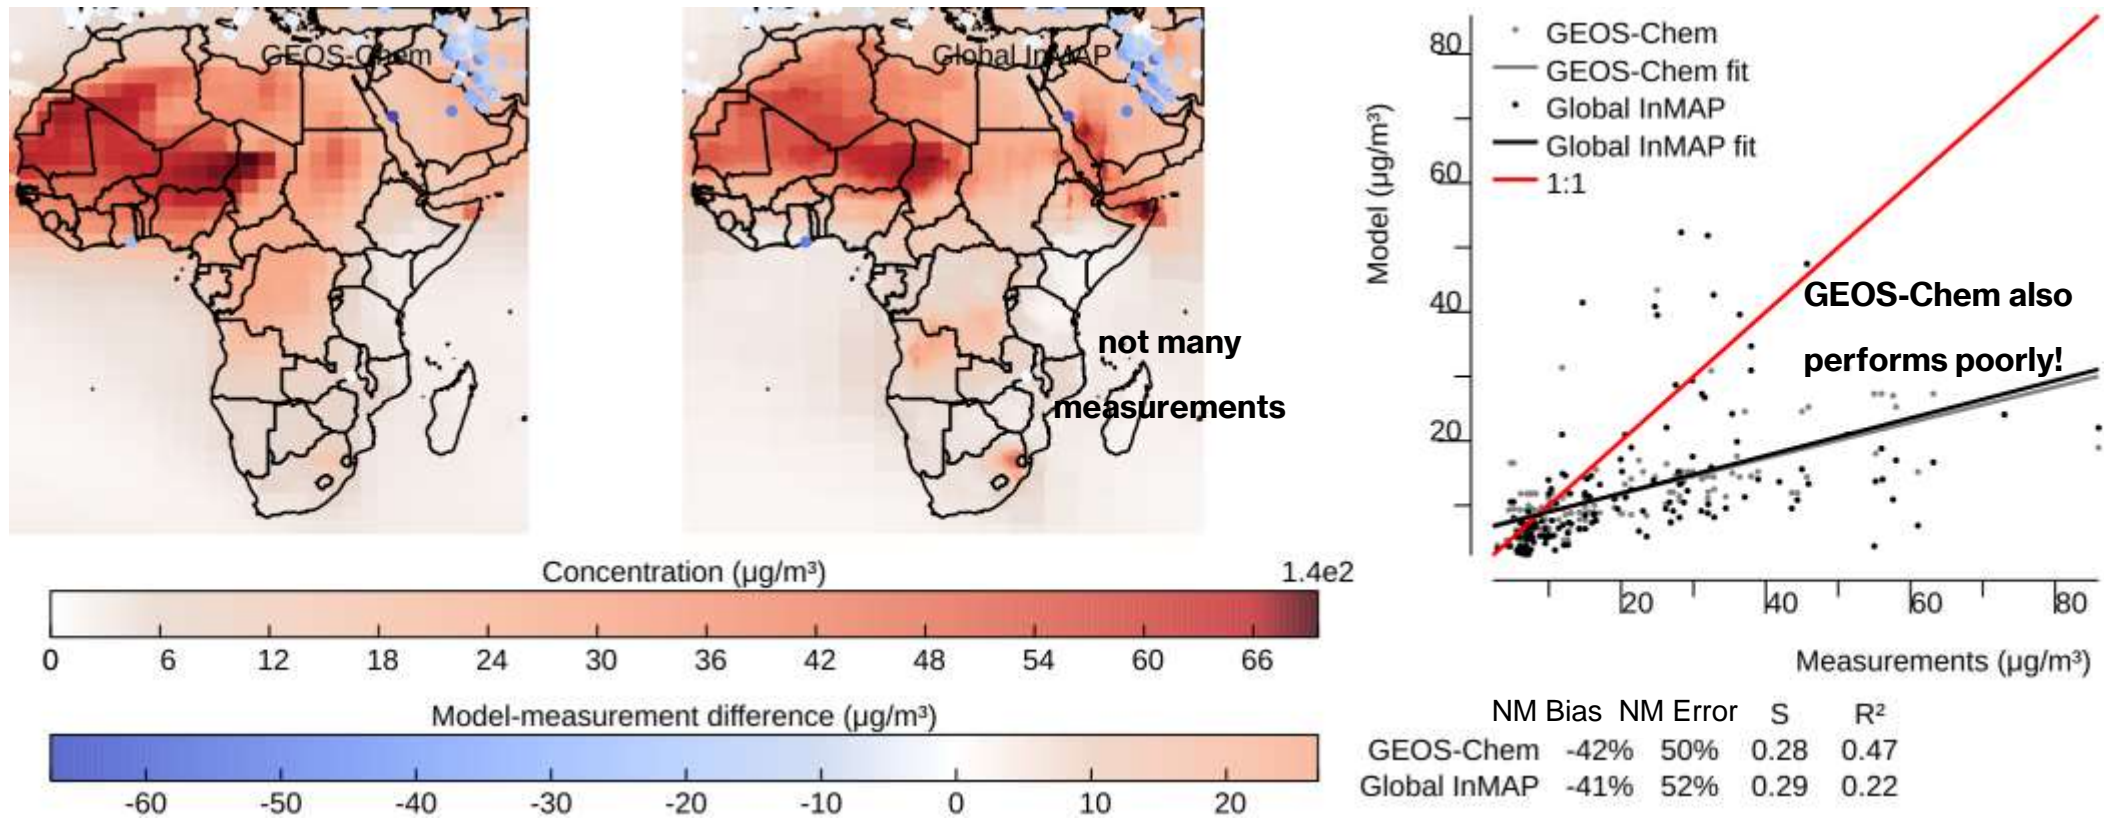 GEOS-Chem
Global InMAP
not many
measurements
Concentration (µg/m³)
1.4e2
0 6 12 18 24 30 36 42 48 54 60 66
Model-measurement difference (µg/m³)
-60 -50 -40 -30 -20 -10 0 10 20
GEOS-Chem
GEOS-Chem fit
Global InMAP
Global InMAP fit
1:1
Model (µg/m³)
80
60
40
20
GEOS-Chem also
performs poorly!
20 40 60 80
Measurements (µg/m³)
NM Bias NM Error S R²
GEOS-Chem -42% 50% 0.28 0.47
Global InMAP -41% 52% 0.29 0.22